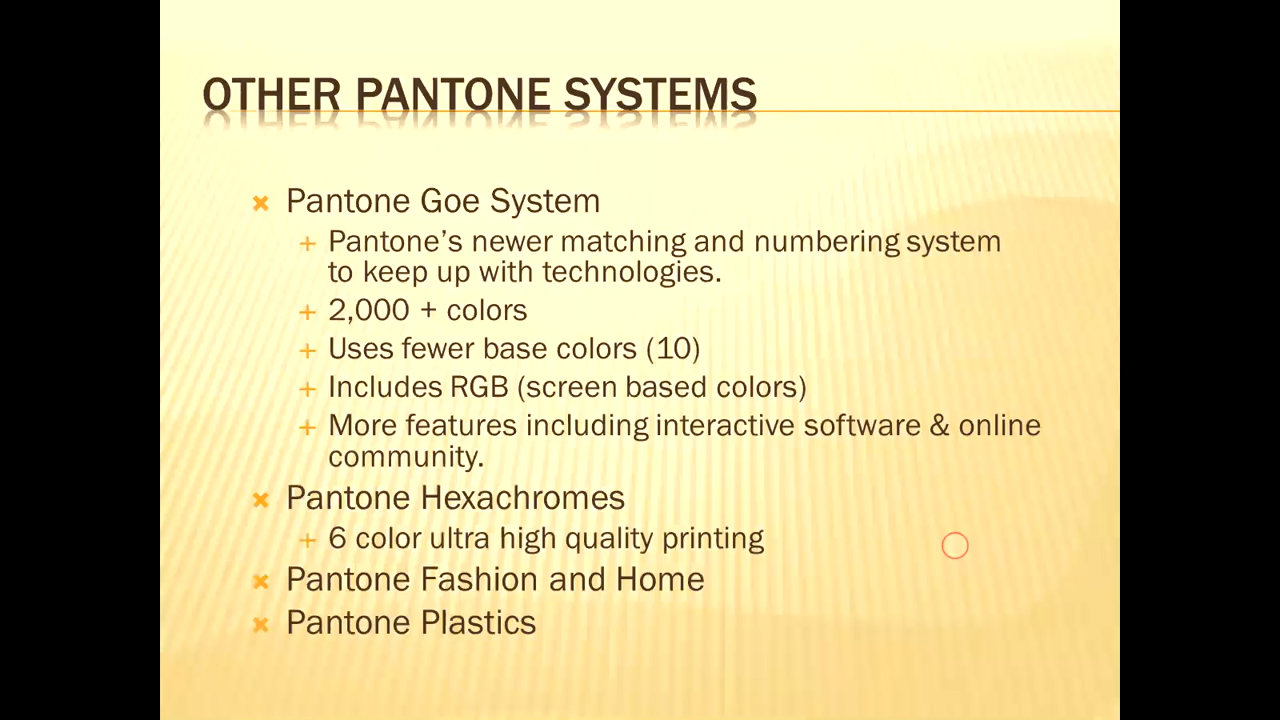 OTHER PANTONE SYSTEMS
Pantone Goe System
Pantone’s newer matching and numbering system
to keep up with technologies.
2,000 + colors
Uses fewer base colors (10)
Includes RGB (screen based colors)
More features including interactive software & online
community.
Pantone Hexachromes
6 color ultra high quality printing
Pantone Fashion and Home
Pantone Plastics